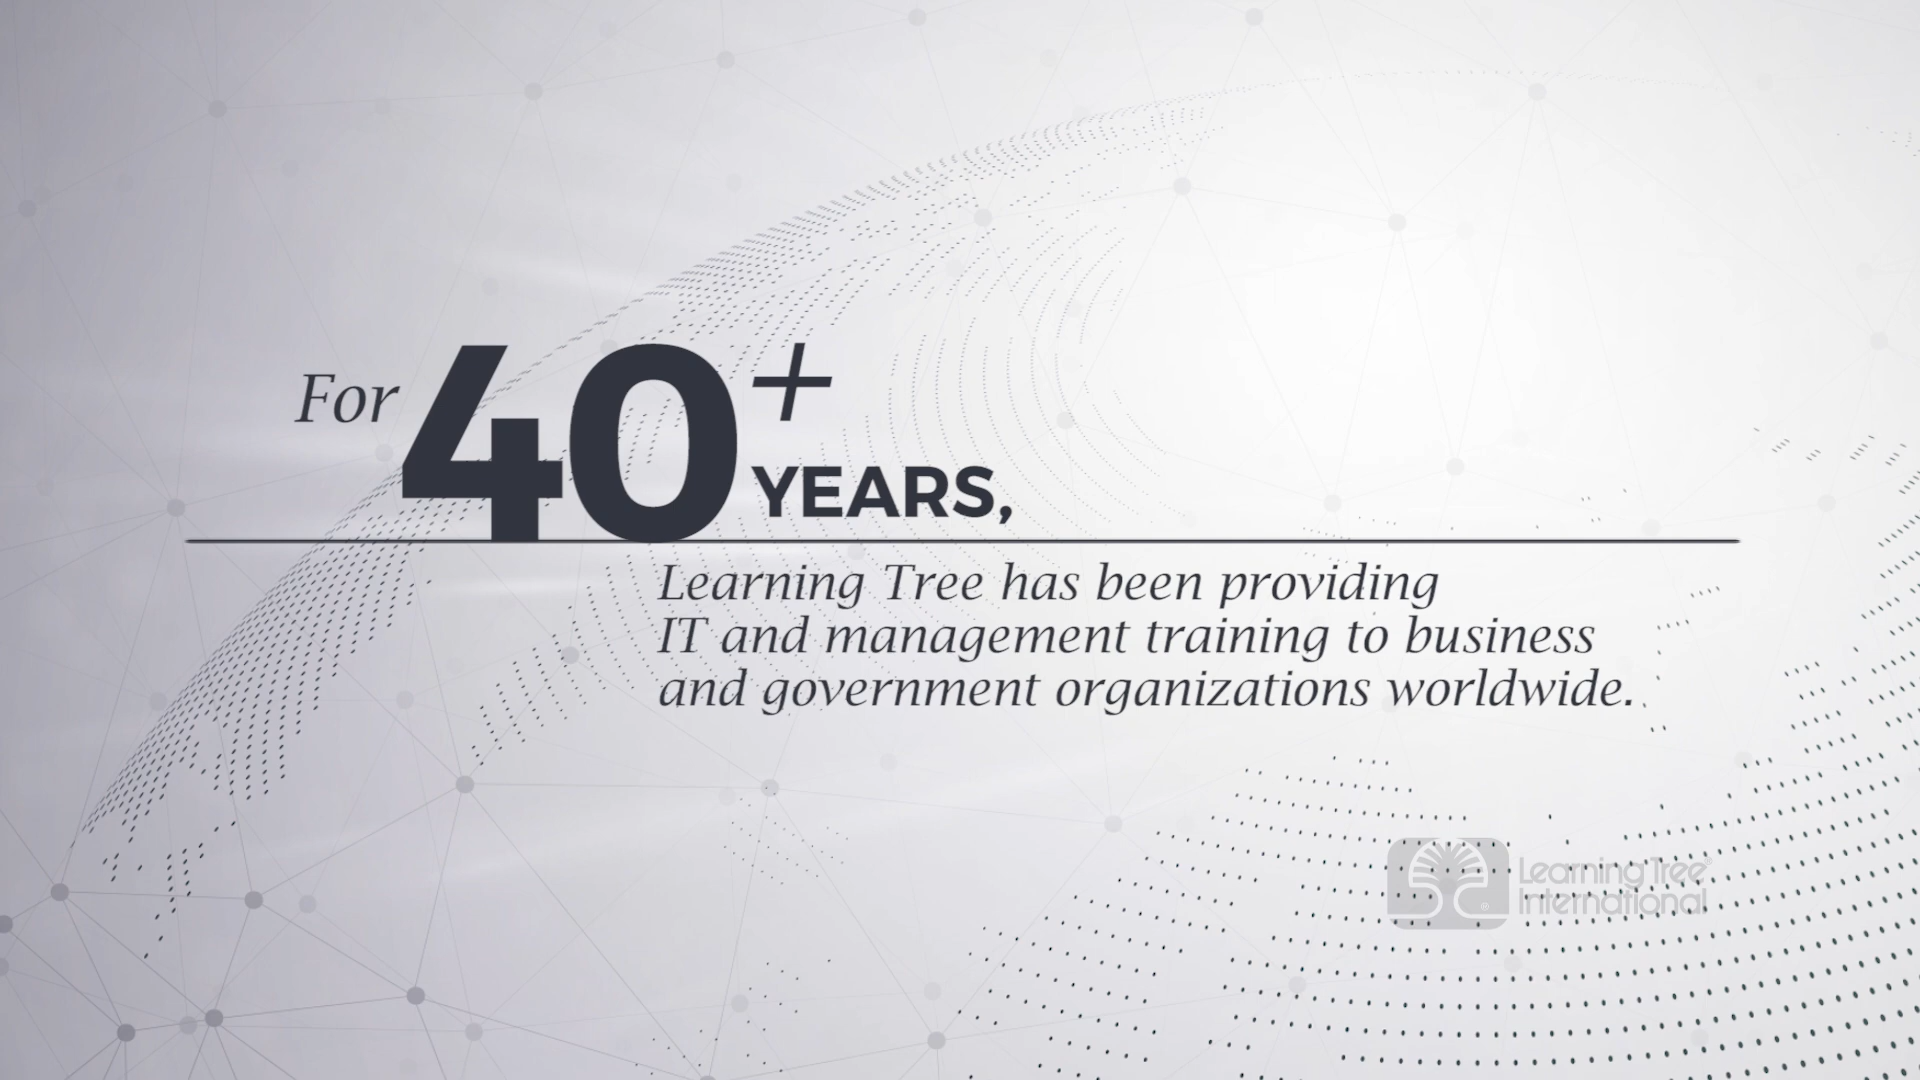 For 40+ YEARS,
Learning Tree has been providing
IT and management training to business
and government organizations worldwide.
Learning Tree®
International